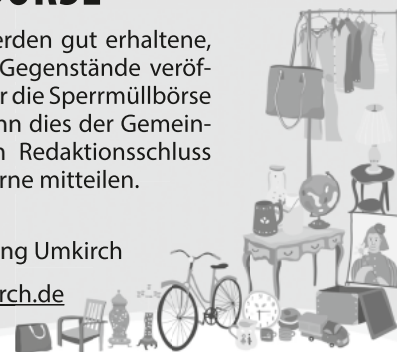 erden gut erhaltene,
Gegenstände veröf-
r die Sperrmüllbörse
nn dies der Gemein-
n Redaktionsschluss
rne mitteilen.
ng Umkirch
rch.de